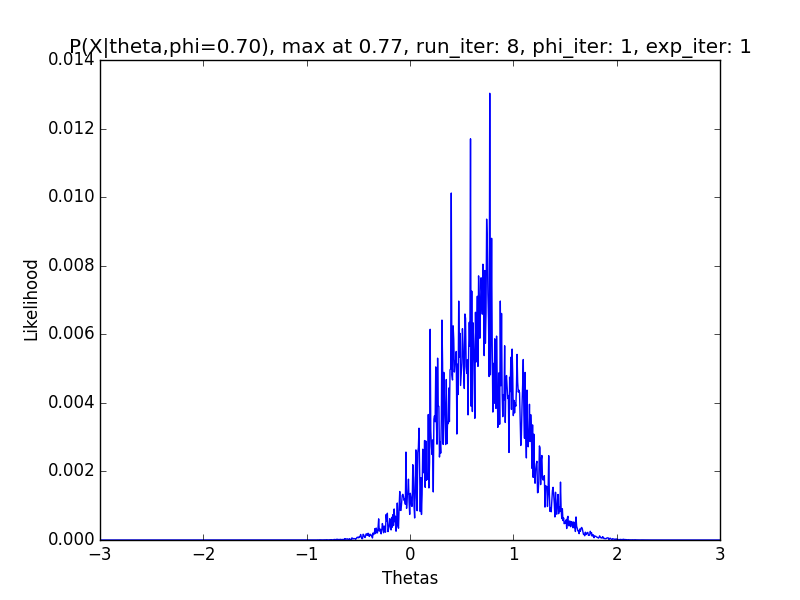 P(X|theta,phi=0.70), max at 0.77, run_iter: 8, phi_iter: 1, exp_iter: 1
0.014
0.012
0.010
0.008
0.006
0.004
0.002
0.000
Likelihood
−3 −2 −1 0 1 2 3
Thetas